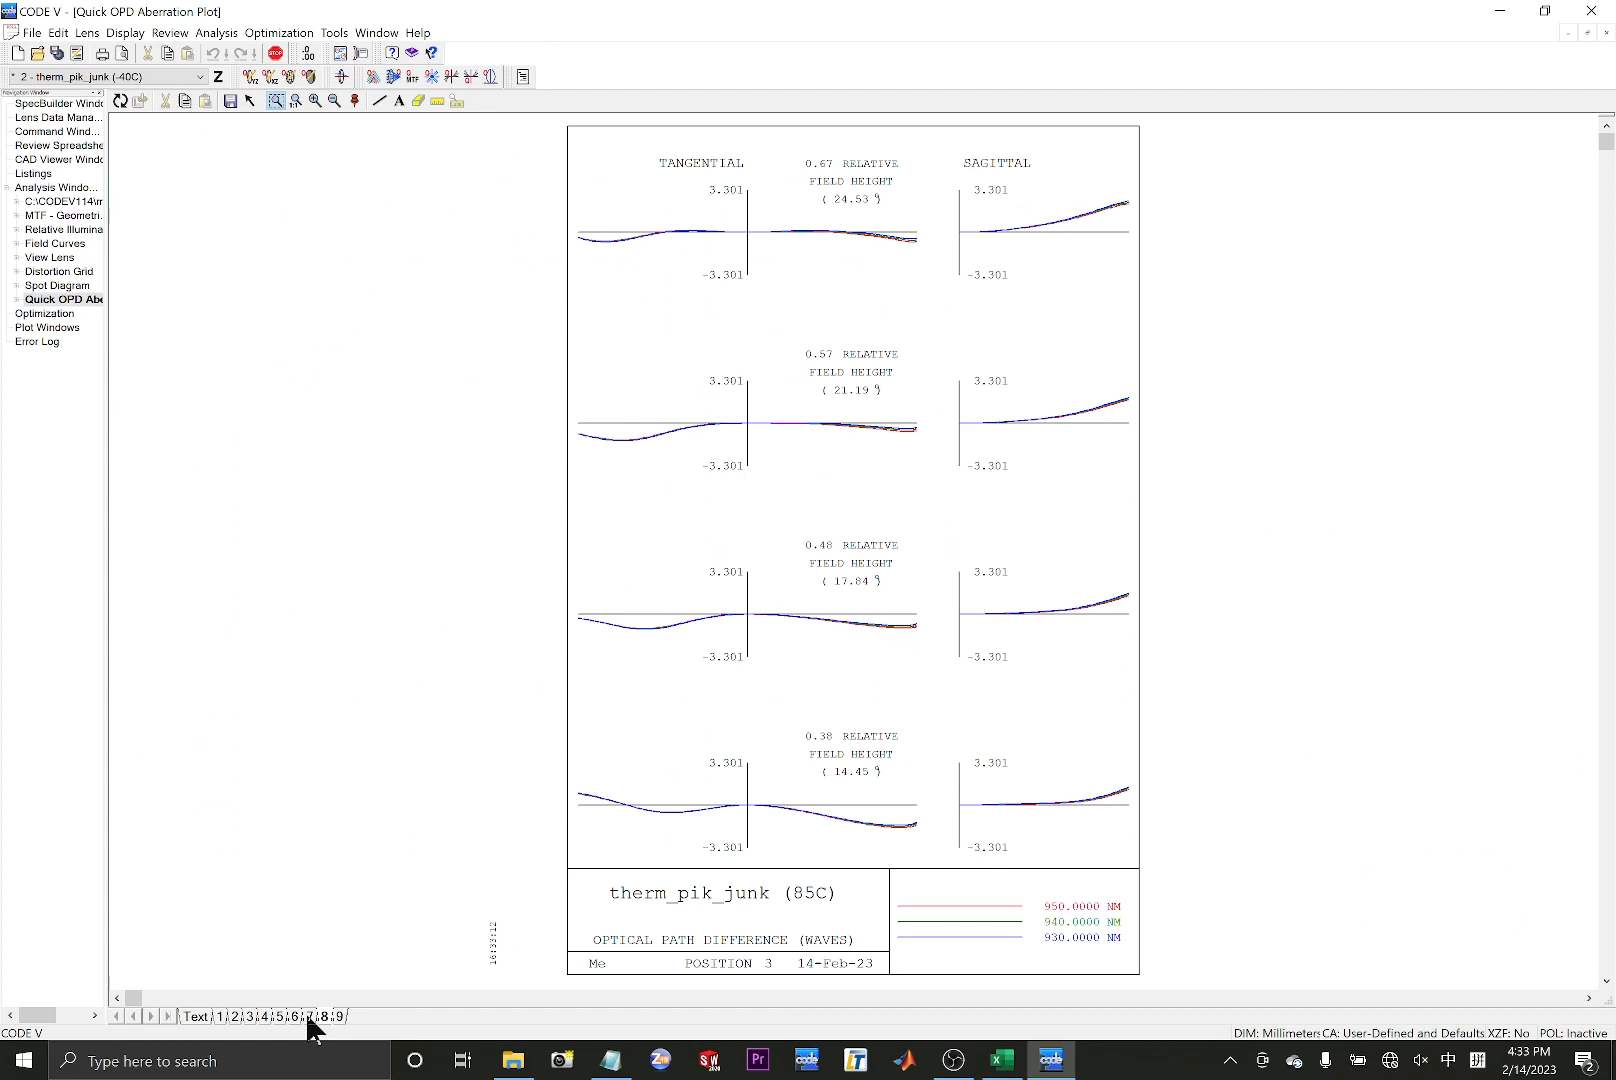 CODE V - [Quick OPD Aberration Plot]
File Edit Lens Display Review Analysis Optimization Tools Window Help
* 2 - therm_pik_junk (-40C)
Z
Navigation Window
SpecBuilder Windo
Lens Data Mana...
Command Wind...
Review Spreadshe
CAD Viewer Windo
Listings
Analysis Windo...
C:\CODEV114\m
MTF - Geometri.
Relative Illumina
Field Curves
View Lens
Distortion Grid
Spot Diagram
Quick OPD Abe
Optimization
Plot Windows
Error Log
TANGENTIAL
0.67 RELATIVE
FIELD HEIGHT
( 24.53 º)
SAGITTAL
3.301
3.301
-3.301
-3.301
0.57 RELATIVE
FIELD HEIGHT
( 21.19 º)
3.301
3.301
-3.301
-3.301
0.48 RELATIVE
FIELD HEIGHT
( 17.84 º)
3.301
3.301
-3.301
-3.301
0.38 RELATIVE
FIELD HEIGHT
( 14.45 º)
3.301
3.301
-3.301
-3.301
therm_pik_junk (85C)
OPTICAL PATH DIFFERENCE (WAVES)
Me POSITION 3 14-Feb-23
950.0000 NM
940.0000 NM
930.0000 NM
16:33:12
Text 1 2 3 4 5 6 7 8 9
CODE V
DIM: Millimeters CA: User-Defined and Defaults XZF: No POL: Inactive
Type here to search
中 拼
4:33 PM
2/14/2023
2